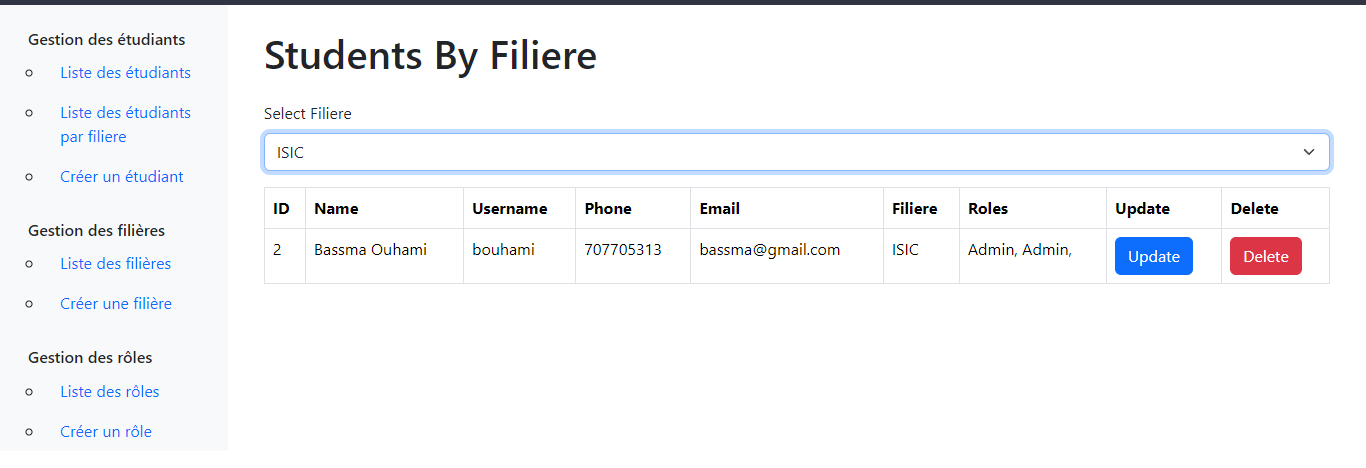 Gestion des étudiants
Liste des étudiants
Liste des étudiants
par filiere
Créer un étudiant
Gestion des filières
Liste des filières
Créer une filière
Gestion des rôles
Liste des rôles
Créer un rôle
Students By Filiere
Select Filiere
ISIC
ID Name Username Phone Email Filiere Roles Update Delete
2 Bassma Ouhami bouhami 707705313 bassma@gmail.com ISIC Admin, Admin, Update Delete